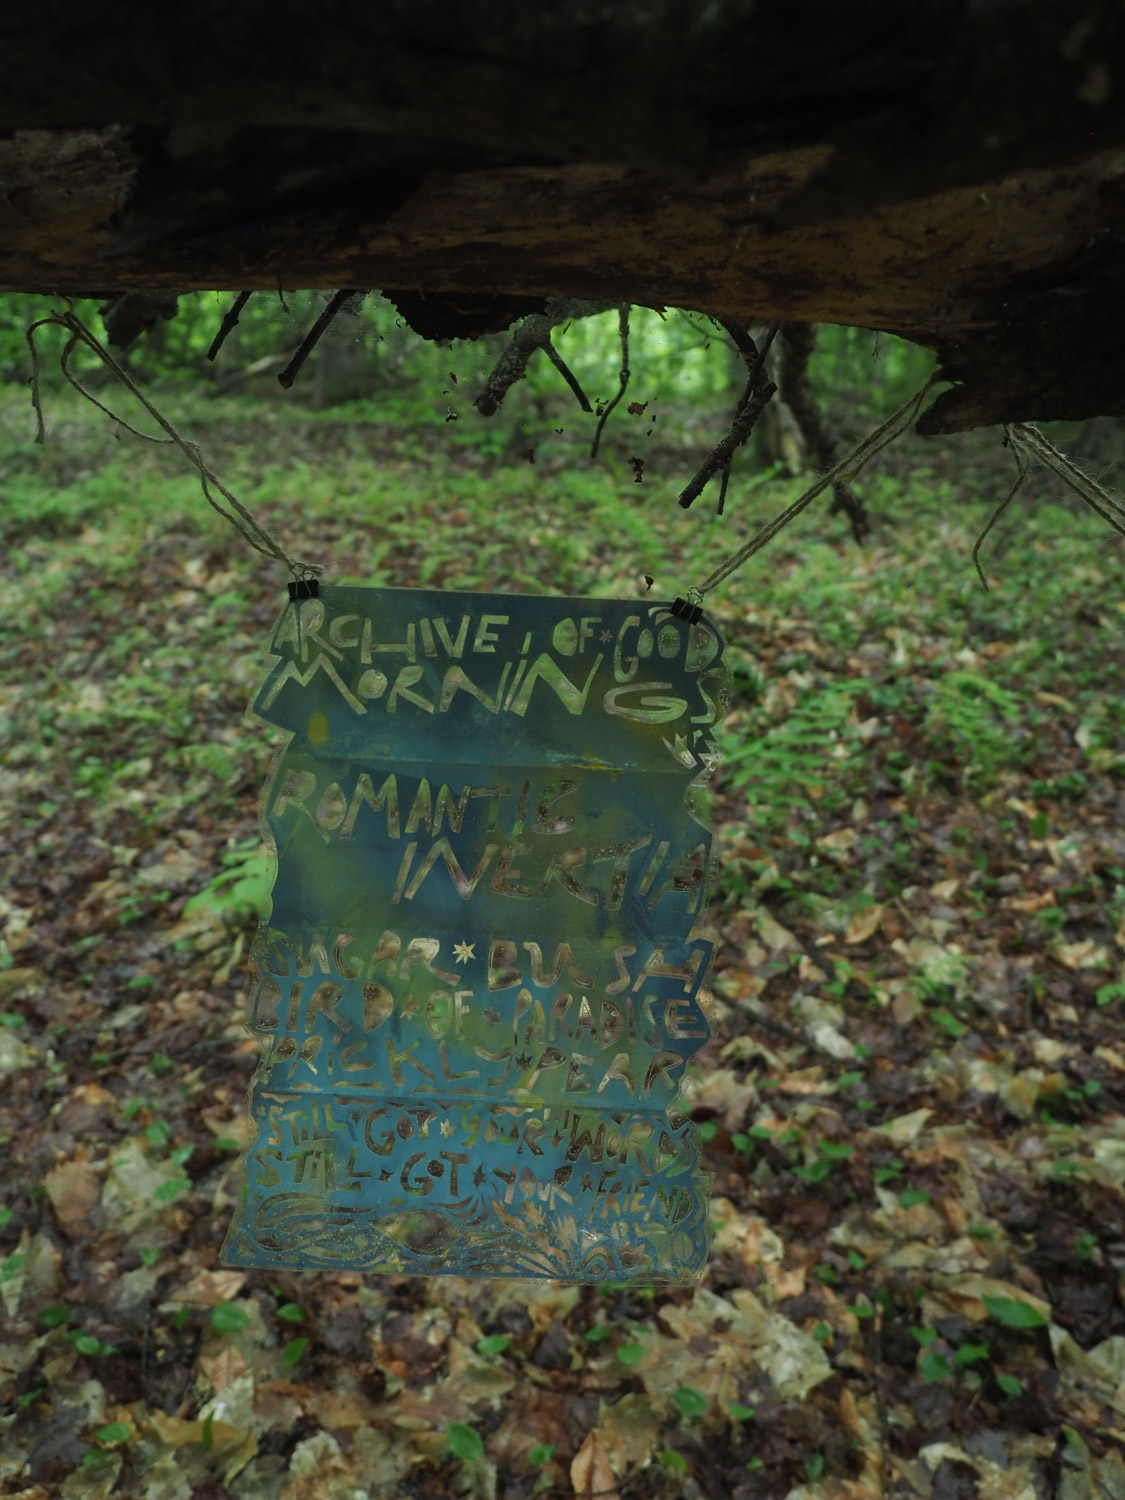 ARCHIVE OF GOOD
MORNINGS
ROMANTIC
INERTIA
SUGAR BUSH
BIRD OF PARADISE
PRICKLY PEAR
STILL GOT YOUR WORDS
STILL GOT YOUR FRIEND